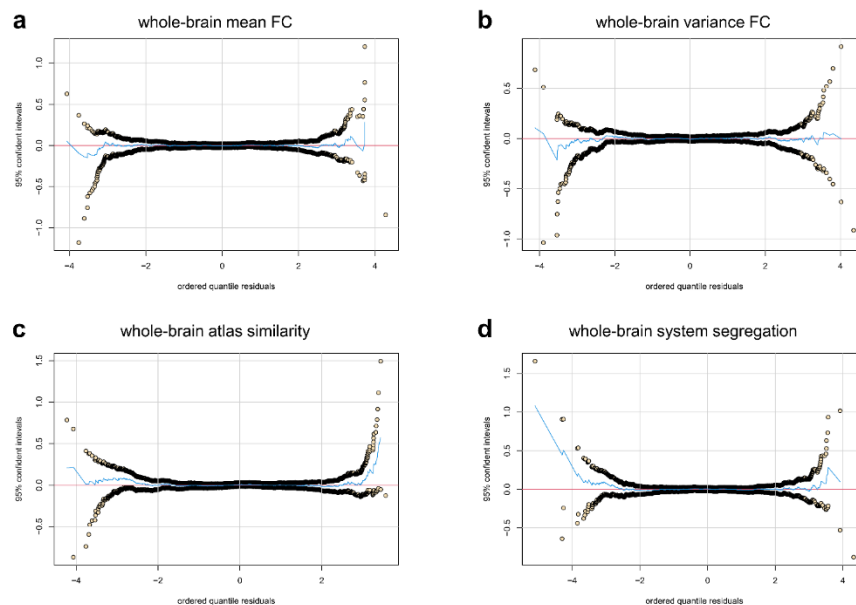 a
whole-brain mean FC
95% confident intevals
1.0
0.5
0.0
−0.5
−1.0
−4
−2
0
2
4
ordered quantile residuals
b
whole-brain variance FC
95% confident intevals
0.5
0.0
−0.5
−1.0
−4
−2
0
2
4
ordered quantile residuals
c
whole-brain atlas similarity
95% confident intevals
1.5
1.0
0.5
0.0
−0.5
−4
−2
0
2
ordered quantile residuals
d
whole-brain system segregation
95% confident intevals
1.5
1.0
0.5
0.0
−0.5
−4
−2
0
2
4
ordered quantile residuals